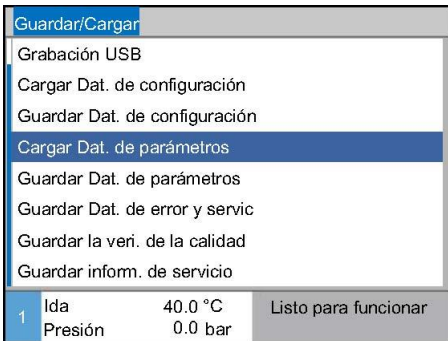 Guardar/Cargar
Grabación USB
Cargar Dat. de configuración
Guardar Dat. de configuración
Cargar Dat. de parámetros
Guardar Dat. de parámetros
Guardar Dat. de error y servic
Guardar la veri. de la calidad
Guardar inform. de servicio
1 Ida 40.0 °C Listo para funcionar
Presión 0.0 bar